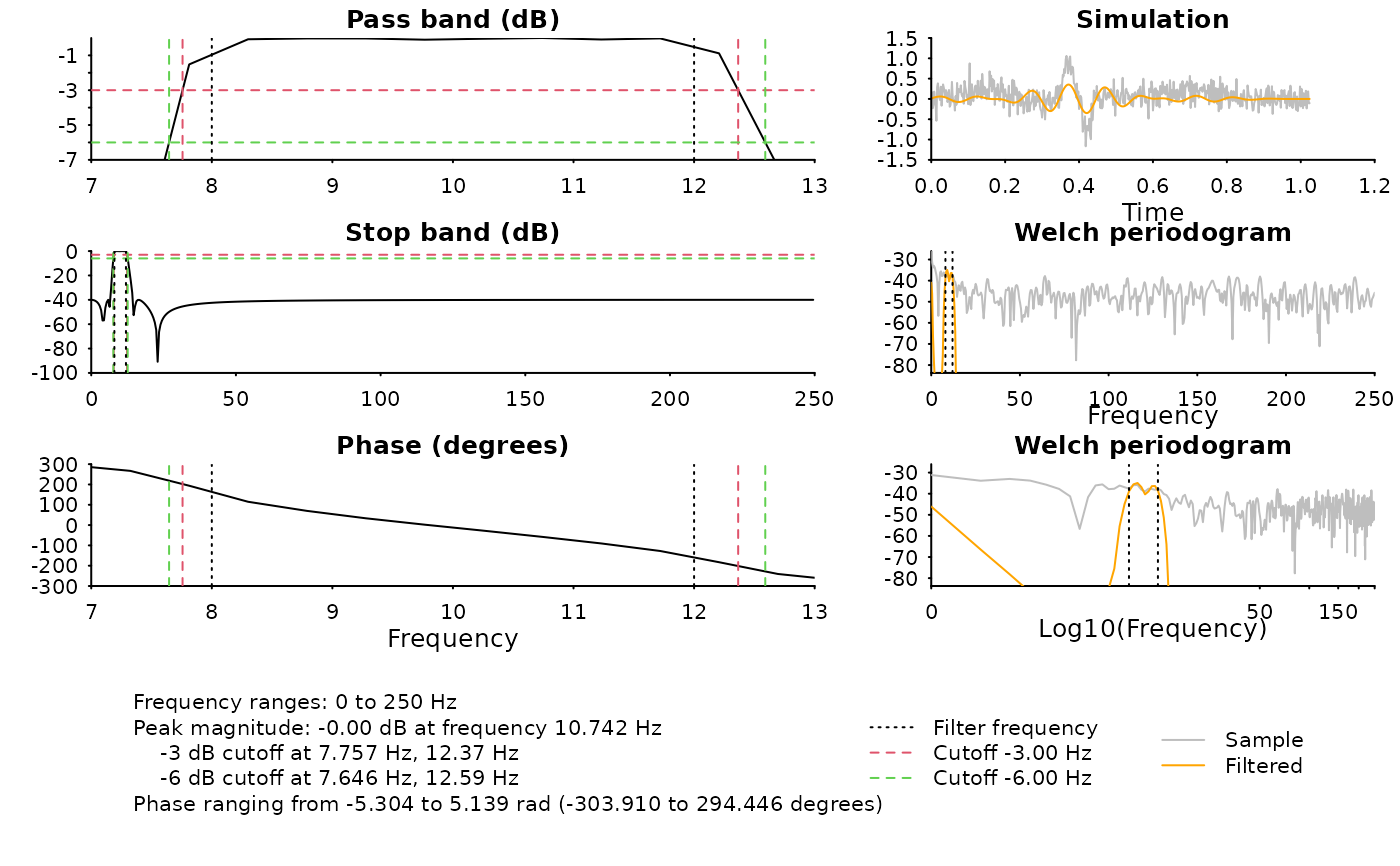 Pass band (dB)
-1
-3
-5
-7
7 8 9 10 11 12 13
Simulation
1.5
1.0
0.5
0.0
-0.5
-1.0
-1.5
0.0 0.2 0.4 0.6 0.8 1.0 1.2
Time
Stop band (dB)
0
-20
-40
-60
-80
-100
0 50 100 150 200 250
Welch periodogram
-30
-40
-50
-60
-70
-80
0 50 100 150 200 250
Frequency
Phase (degrees)
300
200
100
0
-100
-200
-300
7 8 9 10 11 12 13
Frequency
Welch periodogram
-30
-40
-50
-60
-70
-80
0 50 150
Log10(Frequency)
Frequency ranges: 0 to 250 Hz
Peak magnitude: -0.00 dB at frequency 10.742 Hz
-3 dB cutoff at 7.757 Hz, 12.37 Hz
-6 dB cutoff at 7.646 Hz, 12.59 Hz
Phase ranging from -5.304 to 5.139 rad (-303.910 to 294.446 degrees)
Filter frequency
Cutoff -3.00 Hz
Cutoff -6.00 Hz
Sample
Filtered